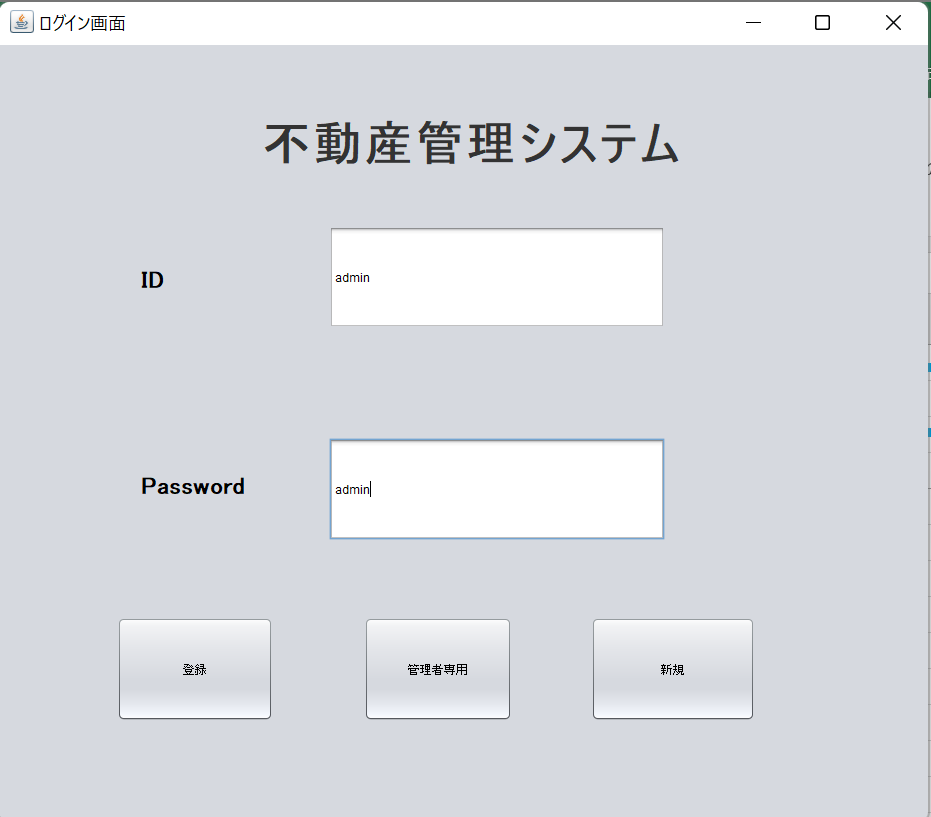 ログイン画面
不動産管理システム
ID
admin
Password
admin
登録
管理者専用
新規